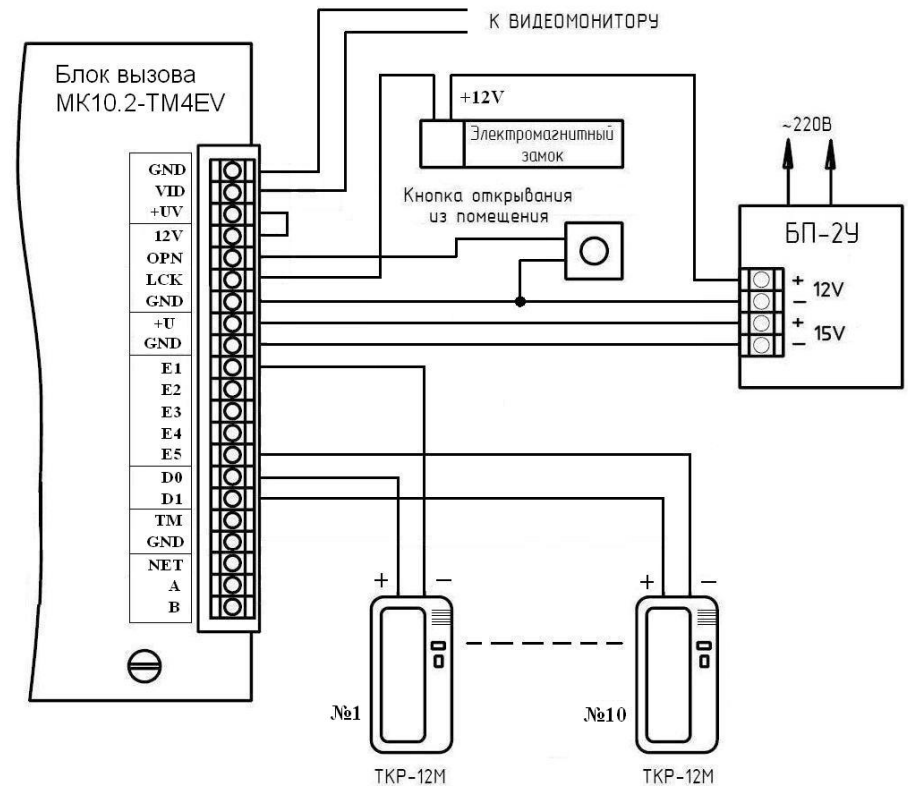 К ВИДЕОМОНИТОРУ
Блок вызова
МК10.2-TM4EV
+12V
Электромагнитный
замок
~220В
Кнопка открывания
из помещения
БП-2У
GND
VID
+UV
12V
OPN
LCK
GND
+U
GND
E1
E2
E3
E4
E5
D0
D1
TM
GND
NET
A
B
+
12V
−
+
15V
−
+ −
+ −
№1
№10
ТКР-12М
ТКР-12М